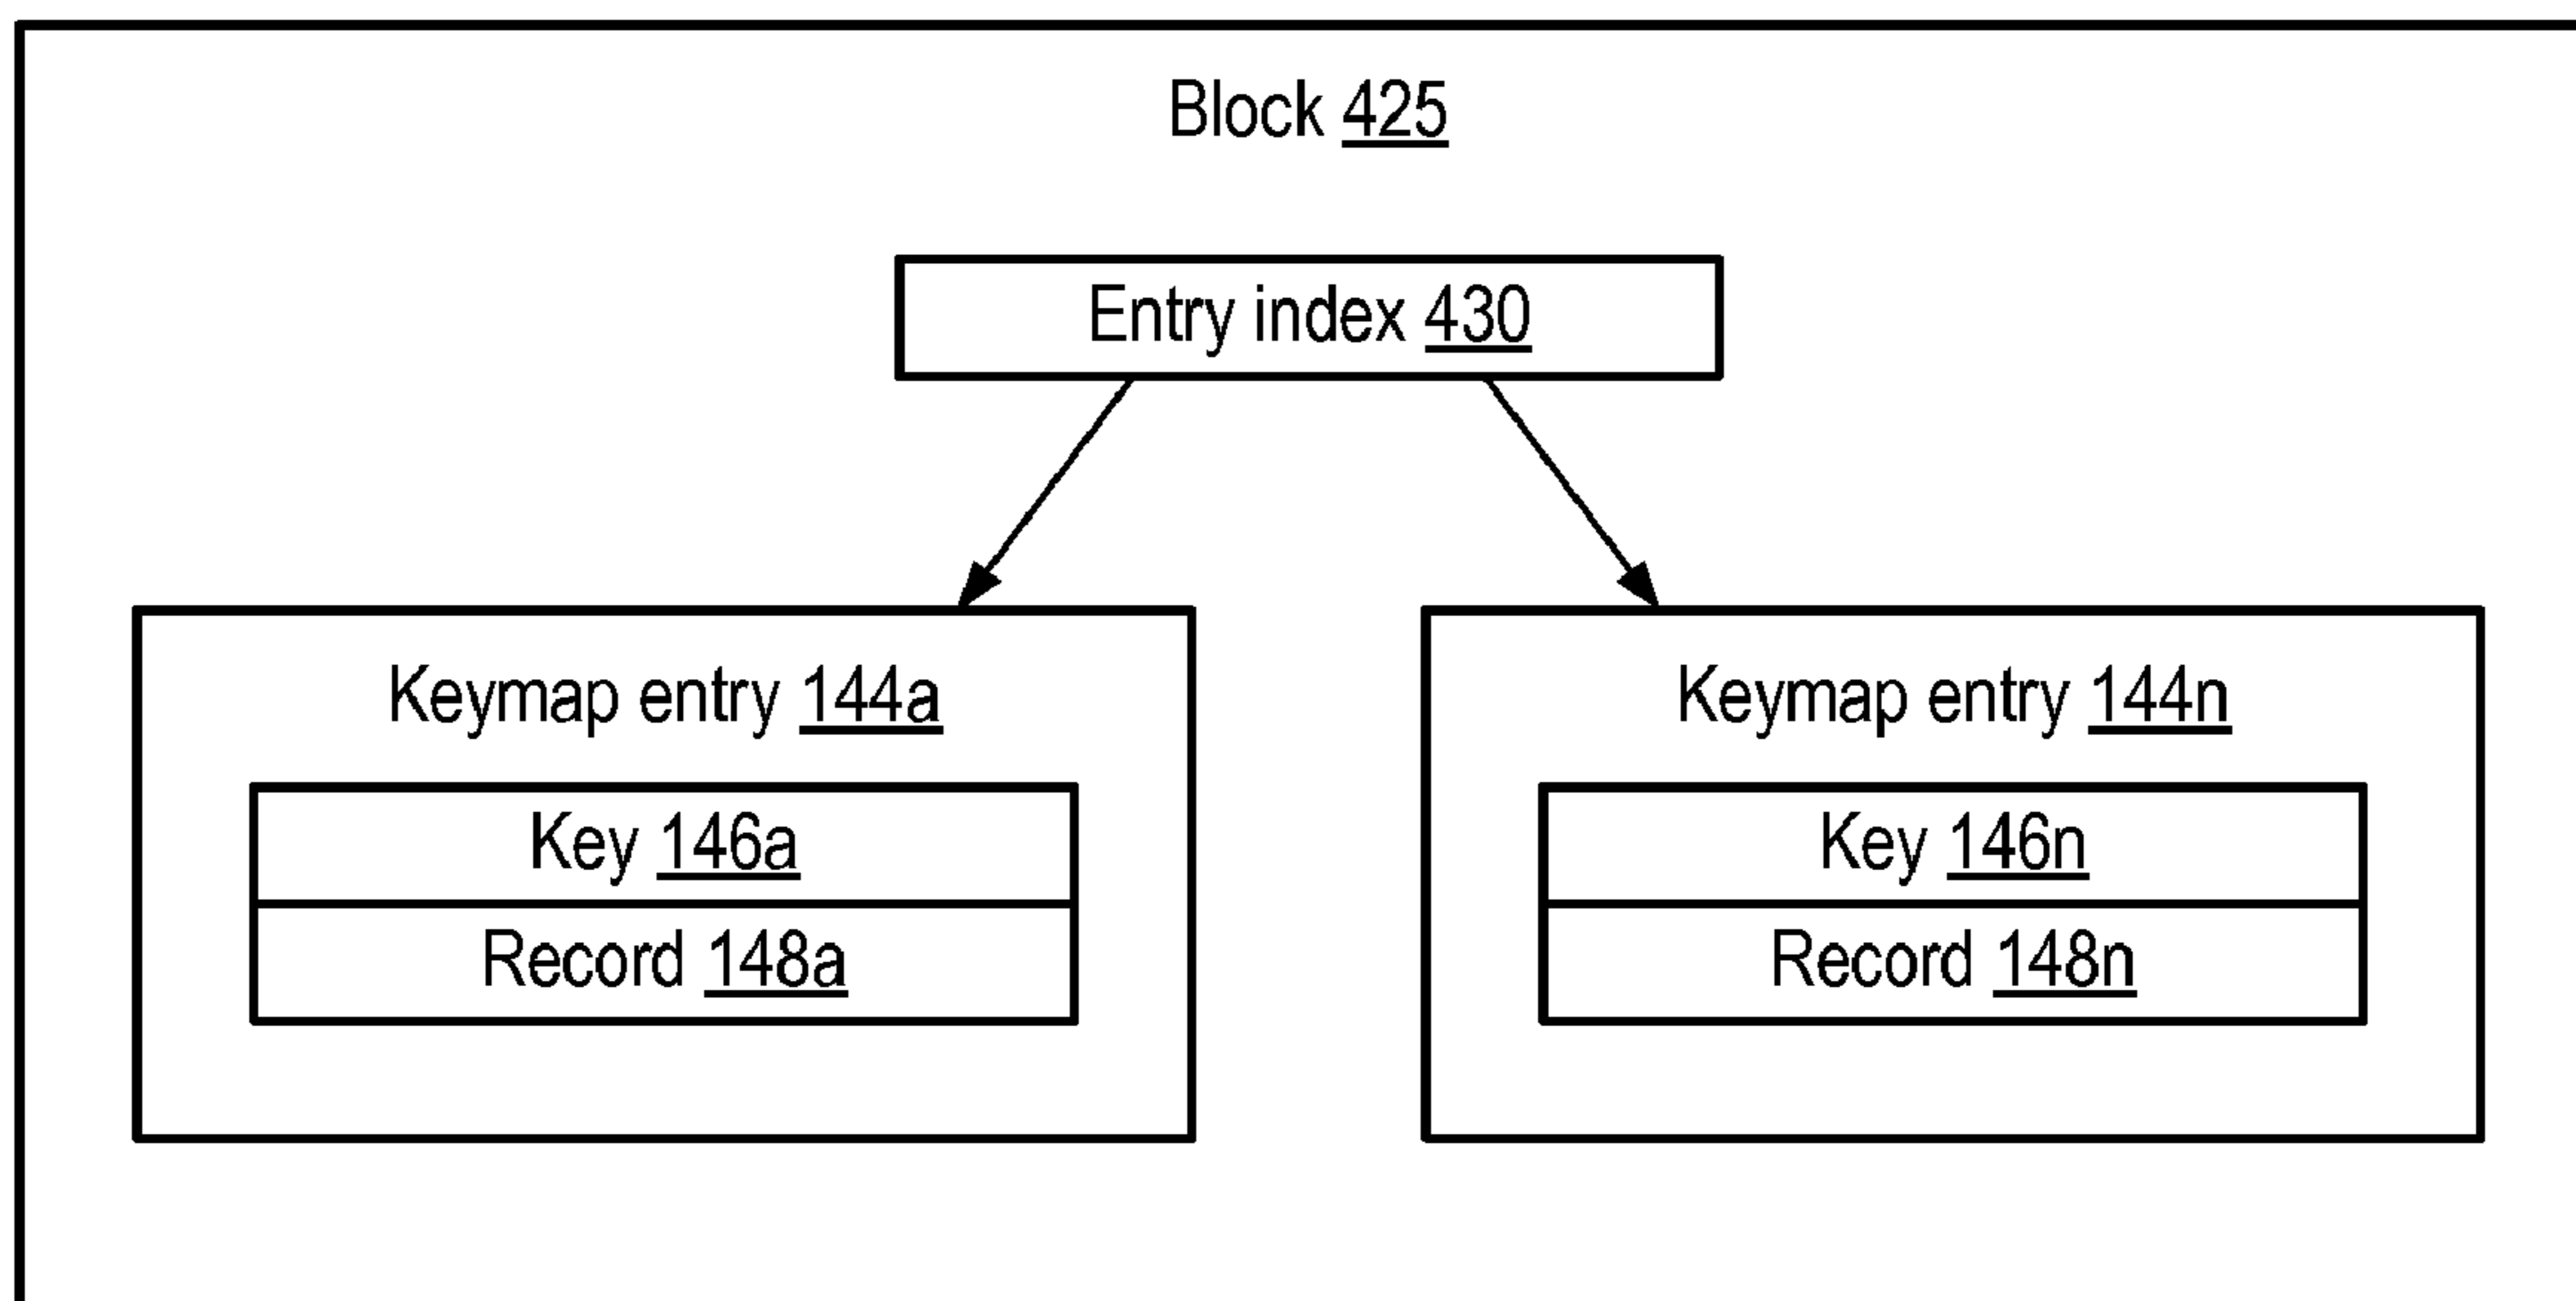 Block 425
Entry index 430
Keymap entry 144a
Key 146a
Record 148a
Keymap entry 144n
Key 146n
Record 148n